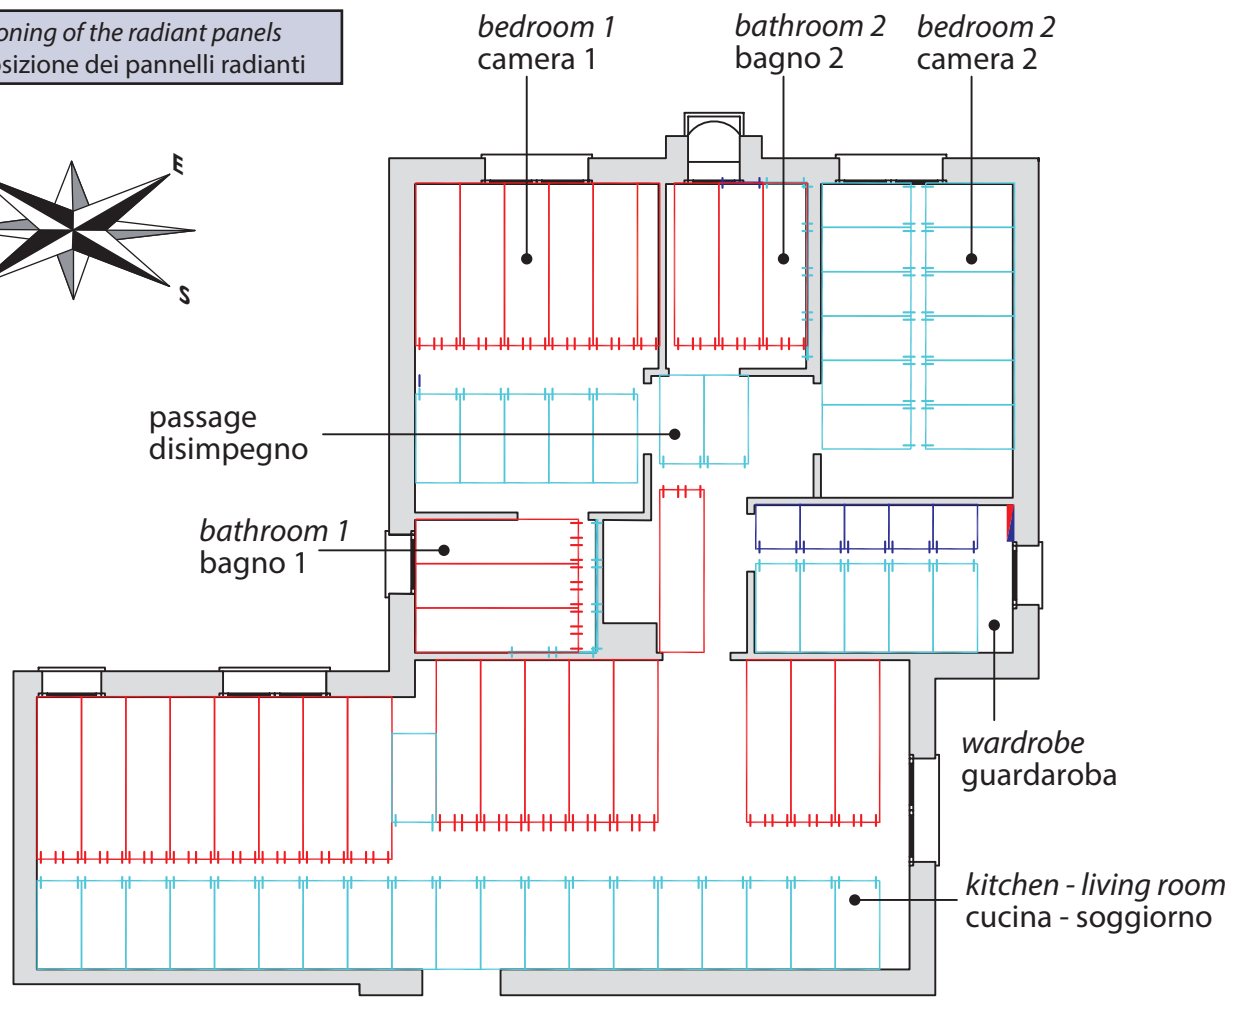 oning of the radiant panels
sizione dei pannelli radianti
bedroom 1
camera 1
bathroom 2
bagno 2
bedroom 2
camera 2
E
S
passage
disimpegno
bathroom 1
bagno 1
wardrobe
guardaroba
kitchen - living room
cucina - soggiorno